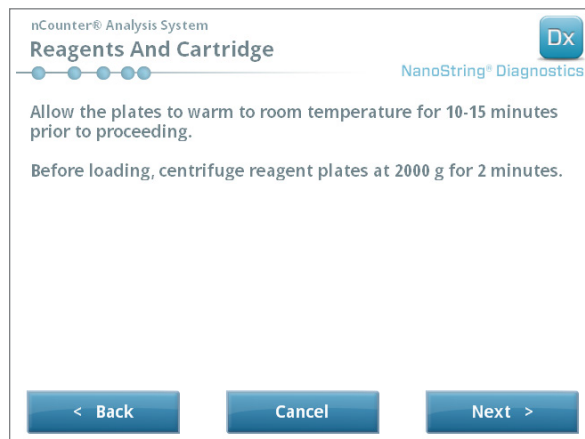 nCounter® Analysis System
Reagents And Cartridge
Dx
NanoString® Diagnostics
Allow the plates to warm to room temperature for 10-15 minutes
prior to proceeding.
Before loading, centrifuge reagent plates at 2000 g for 2 minutes.
< Back
Cancel
Next >